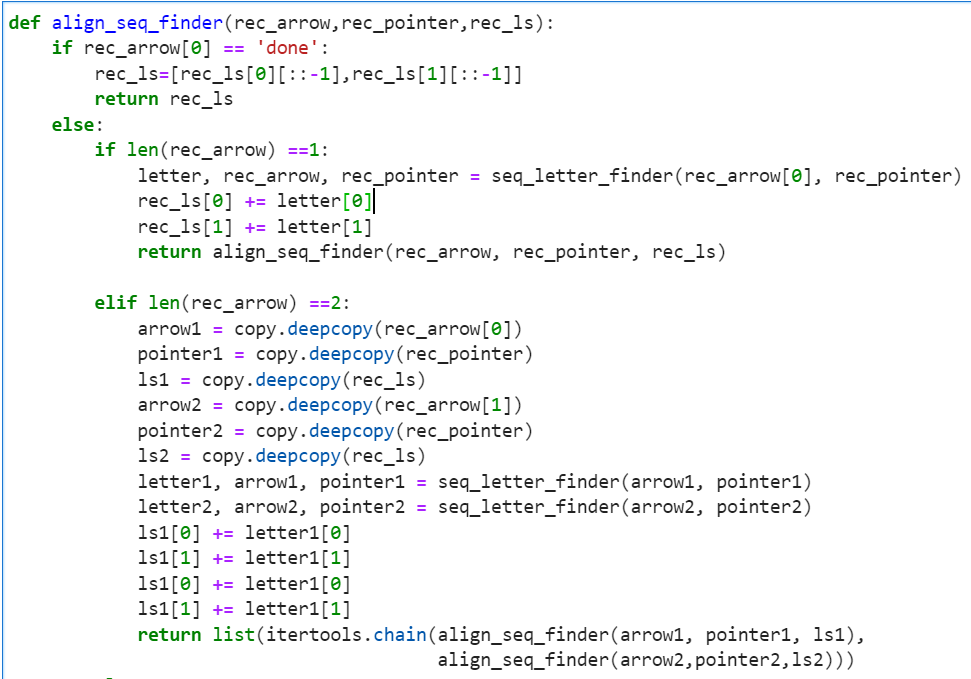 def align_seq_finder(rec_arrow,rec_pointer,rec_ls):
    if rec_arrow[0] == 'done':
        rec_ls=[rec_ls[0][::-1],rec_ls[1][::-1]]
        return rec_ls
    else:
        if len(rec_arrow) ==1:
            letter, rec_arrow, rec_pointer = seq_letter_finder(rec_arrow[0], rec_pointer)
            rec_ls[0] += letter[0]
            rec_ls[1] += letter[1]
            return align_seq_finder(rec_arrow, rec_pointer, rec_ls)

        elif len(rec_arrow) ==2:
            arrow1 = copy.deepcopy(rec_arrow[0])
            pointer1 = copy.deepcopy(rec_pointer)
            ls1 = copy.deepcopy(rec_ls)
            arrow2 = copy.deepcopy(rec_arrow[1])
            pointer2 = copy.deepcopy(rec_pointer)
            ls2 = copy.deepcopy(rec_ls)
            letter1, arrow1, pointer1 = seq_letter_finder(arrow1, pointer1)
            letter2, arrow2, pointer2 = seq_letter_finder(arrow2, pointer2)
            ls1[0] += letter1[0]
            ls1[1] += letter1[1]
            ls1[0] += letter1[0]
            ls1[1] += letter1[1]
            return list(itertools.chain(align_seq_finder(arrow1, pointer1, ls1),
                                        align_seq_finder(arrow2,pointer2,ls2)))